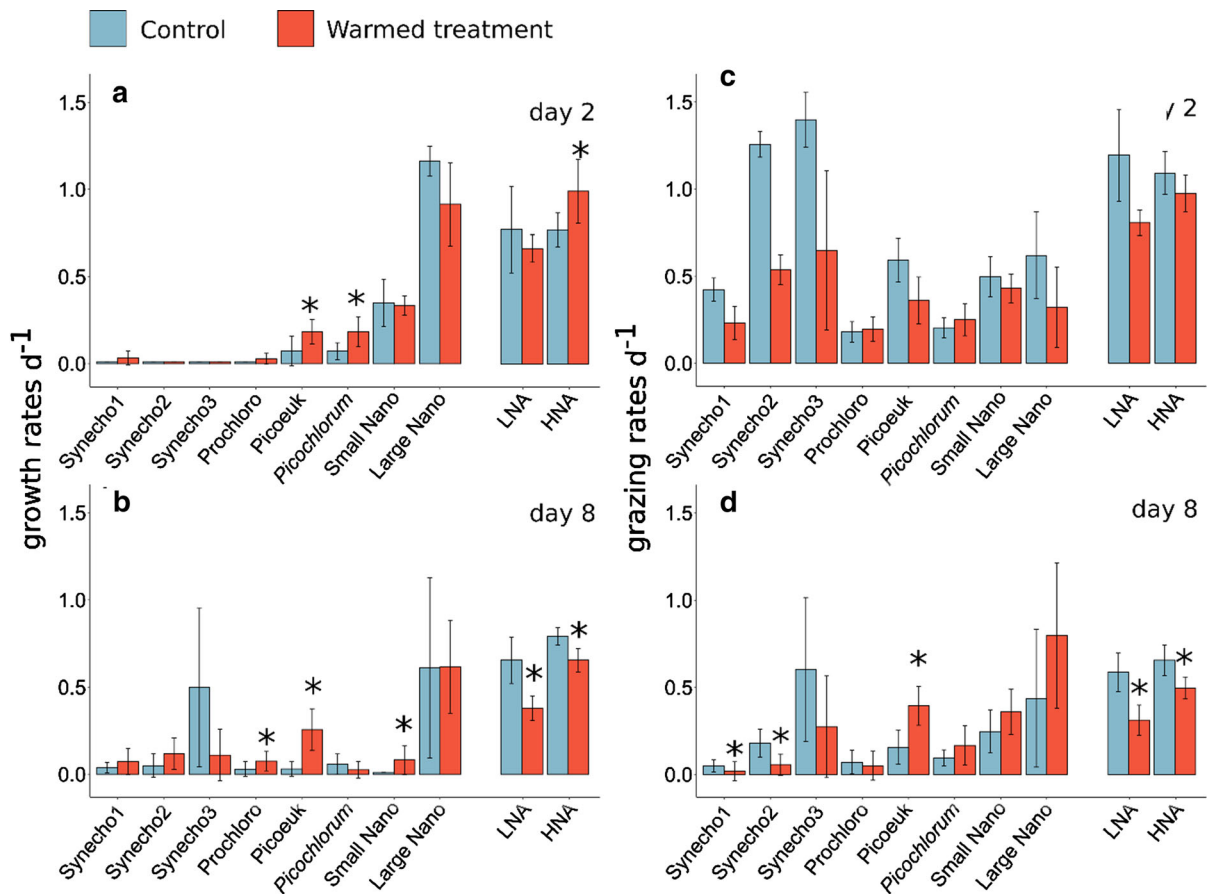 Control Warmed treatment
a
day 2
growth rates d-1
1.5
1.0
0.5
0.0
*
*
*
Synecho1 Synecho2 Synecho3 Prochloro Picoeuk Picochlorum Small Nano Large Nano LNA HNA
b
day 8
1.5
1.0
0.5
0.0
*
*
*
*
*
Synecho1 Synecho2 Synecho3 Prochloro Picoeuk Picochlorum Small Nano Large Nano LNA HNA
c
2
grazing rates d-1
1.5
1.0
0.5
0.0
Synecho1 Synecho2 Synecho3 Prochloro Picoeuk Picochlorum Small Nano Large Nano LNA HNA
d
day 8
1.5
1.0
0.5
0.0
*
*
*
*
*
Synecho1 Synecho2 Synecho3 Prochloro Picoeuk Picochlorum Small Nano Large Nano LNA HNA